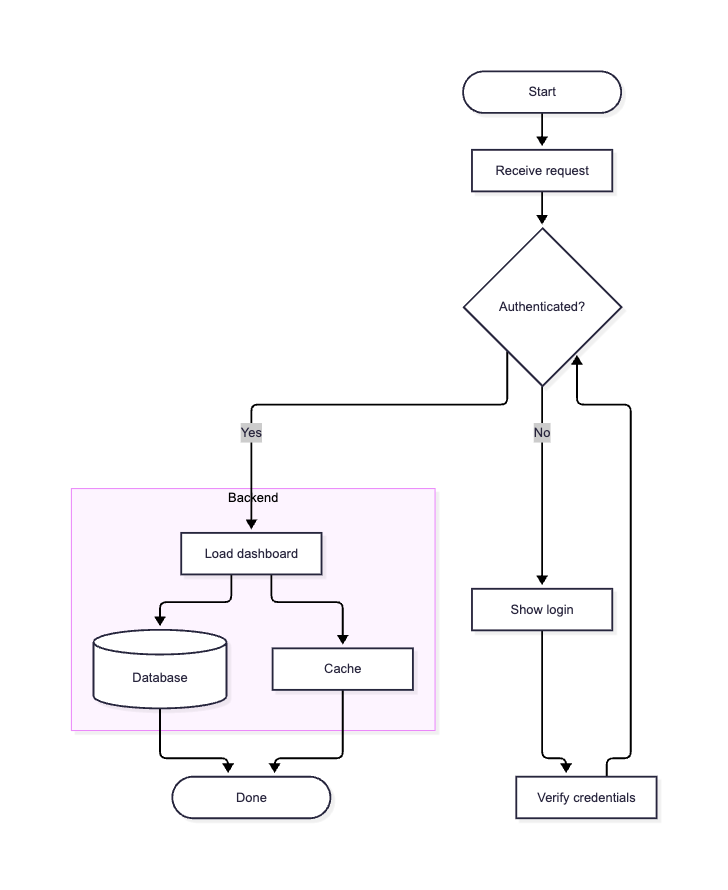 Start
Receive request
Authenticated?
Yes
No
Backend
Load dashboard
Show login
Database
Cache
Done
Verify credentials